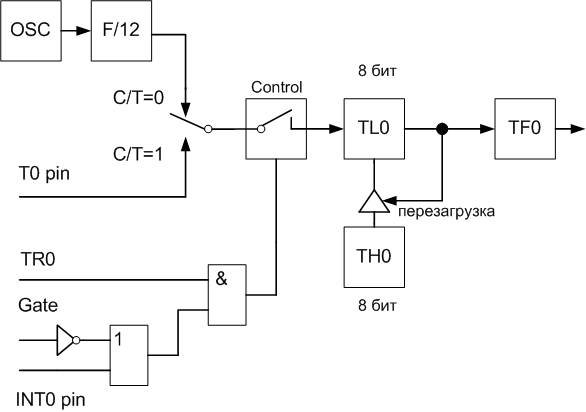 OSC
F/12
8 бит
Control
C/T=0
C/T=1
TL0
TF0
T0 pin
перезагрузка
TH0
TR0
&
Gate
8 бит
1
INT0 pin